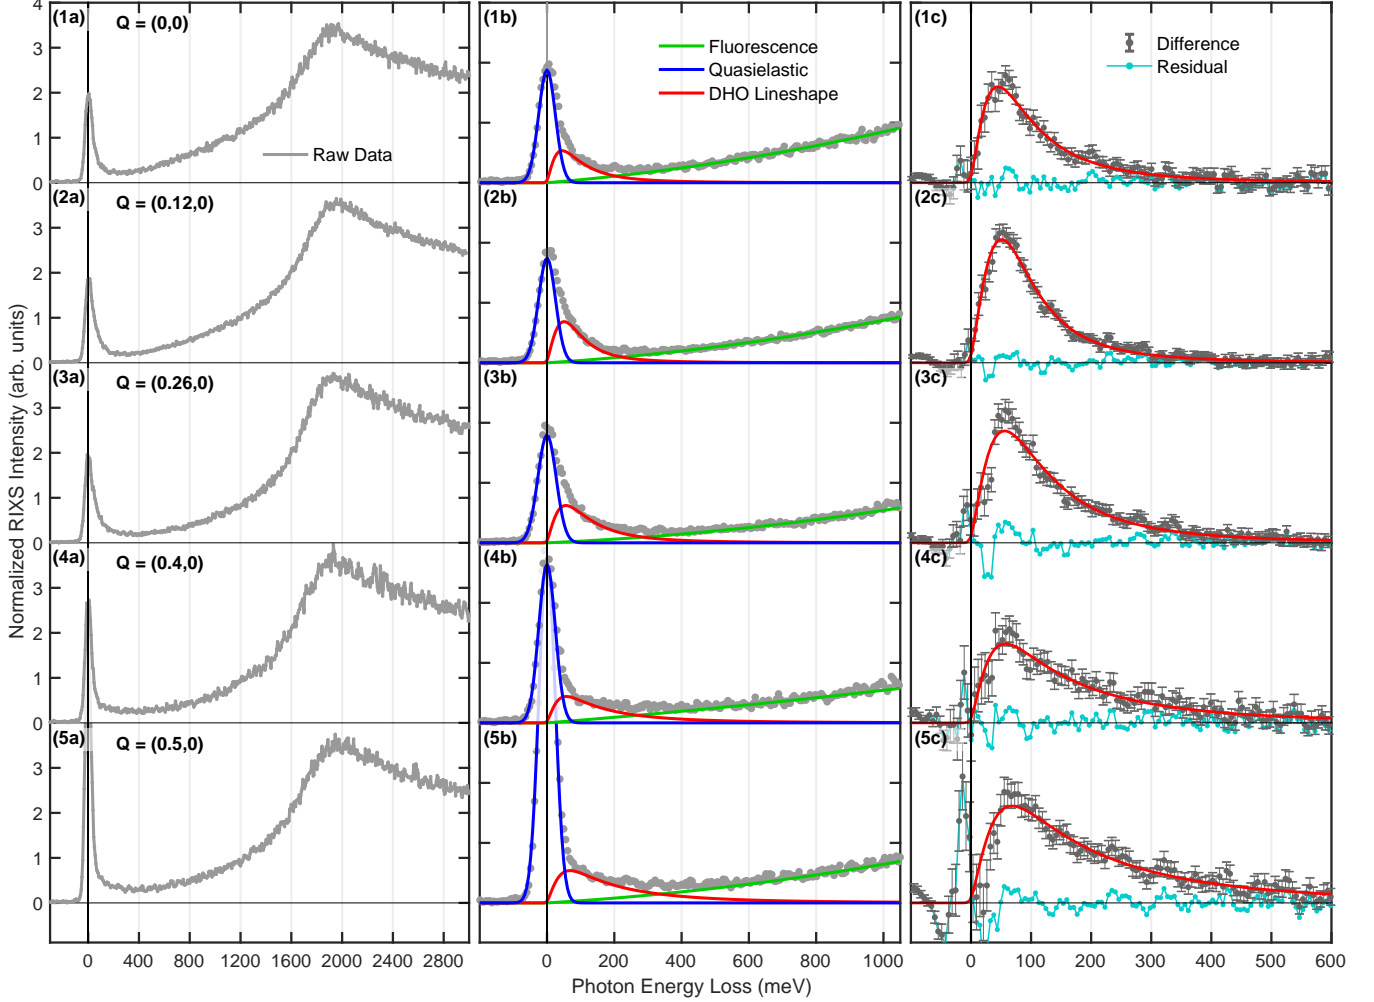 (1a)
Q = (0,0)
Raw Data
4
3
2
1
0
(2a)
Q = (0.12,0)
3
2
1
0
(3a)
Q = (0.26,0)
3
2
1
0
(4a)
Q = (0.4,0)
3
2
1
0
(5a)
Q = (0.5,0)
3
2
1
0
Normalized RIXS Intensity (arb. units)
0 400 800 1200 1600 2000 2400 2800
(1b)
Fluorescence
Quasielastic
DHO Lineshape
(2b)
(3b)
(4b)
(5b)
0 200 400 600 800 1000
Photon Energy Loss (meV)
(1c)
Difference
Residual
(2c)
(3c)
(4c)
(5c)
0 100 200 300 400 500 600